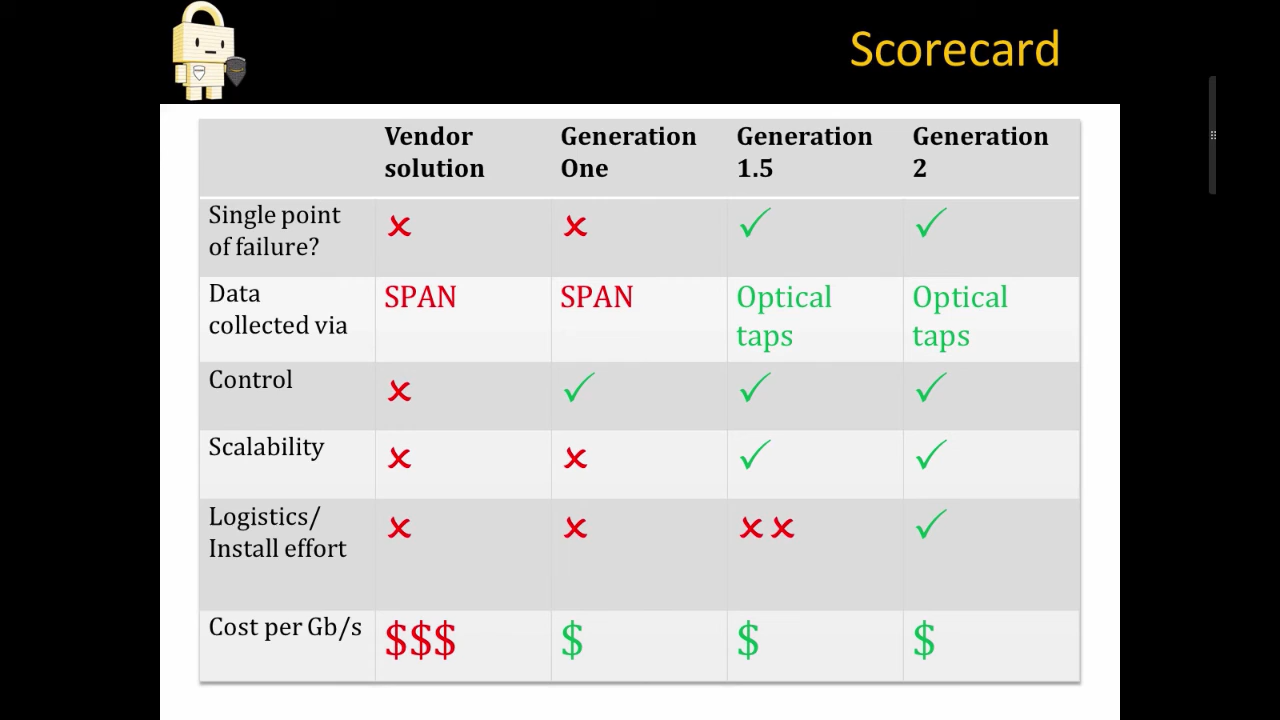 Scorecard
Vendor solution Generation One Generation 1.5 Generation 2
Single point of failure? ✗ ✗ ✓ ✓
Data collected via SPAN SPAN Optical taps Optical taps
Control ✗ ✓ ✓ ✓
Scalability ✗ ✗ ✓ ✓
Logistics/ Install effort ✗ ✗ ✗✗ ✓
Cost per Gb/s $$$ $ $ $